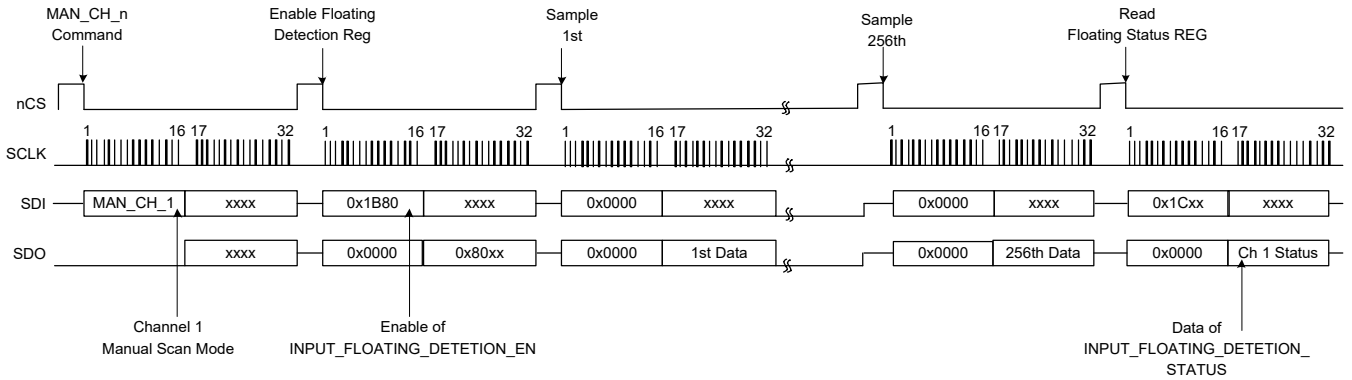 MAN_CH_n
Command
Enable Floating
Detection Reg
Sample
1st
Sample
256th
Read
Floating Status REG
nCS
1 16 17 32 1 16 17 32 1 16 17 32 1 16 17 32 1 16 17 32
SCLK
SDI MAN_CH_1 xxxx 0x1B80 xxxx 0x0000 xxxx 0x0000 xxxx 0x1Cxx xxxx
SDO xxxx 0x0000 0x80xx 0x0000 1st Data 0x0000 256th Data 0x0000 Ch 1 Status
Channel 1
Manual Scan Mode
Enable of
INPUT_FLOATING_DETETION_EN
Data of
INPUT_FLOATING_DETETION_
STATUS